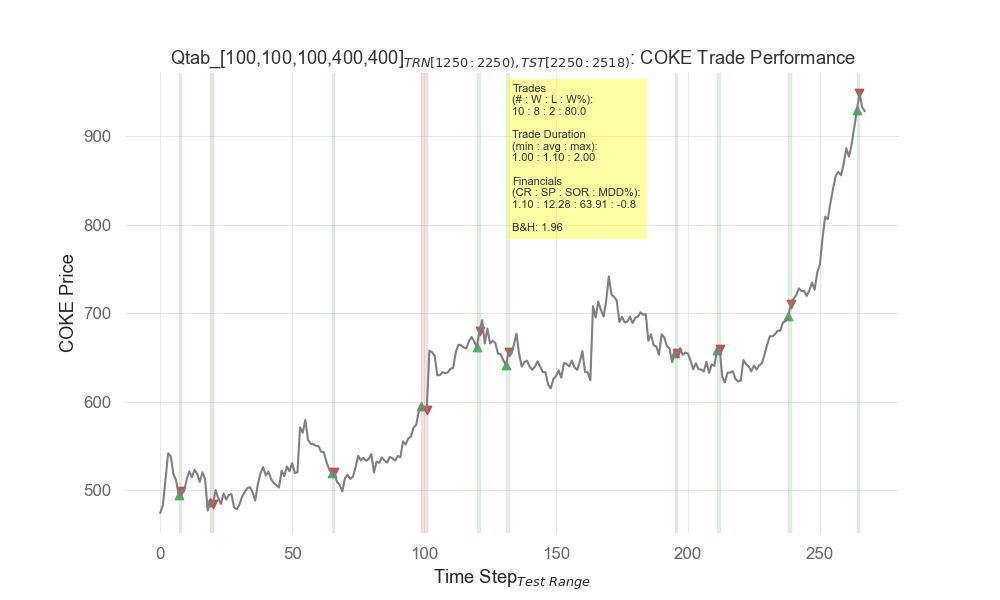 Qtab_[100,100,100,400,400]TRN[1250:2250),TST[2250:2518): COKE Trade Performance
Trades
(# : W : L : W%):
10 : 8 : 2 : 80.0
Trade Duration
(min : avg : max):
1.00 : 1.10 : 2.00
Financials
(CR : SP : SOR : MDD%):
1.10 : 12.28 : 63.91 : -0.8
B&H: 1.96
COKE Price
900
800
700
600
500
0
50
100
150
200
250
Time StepTest Range